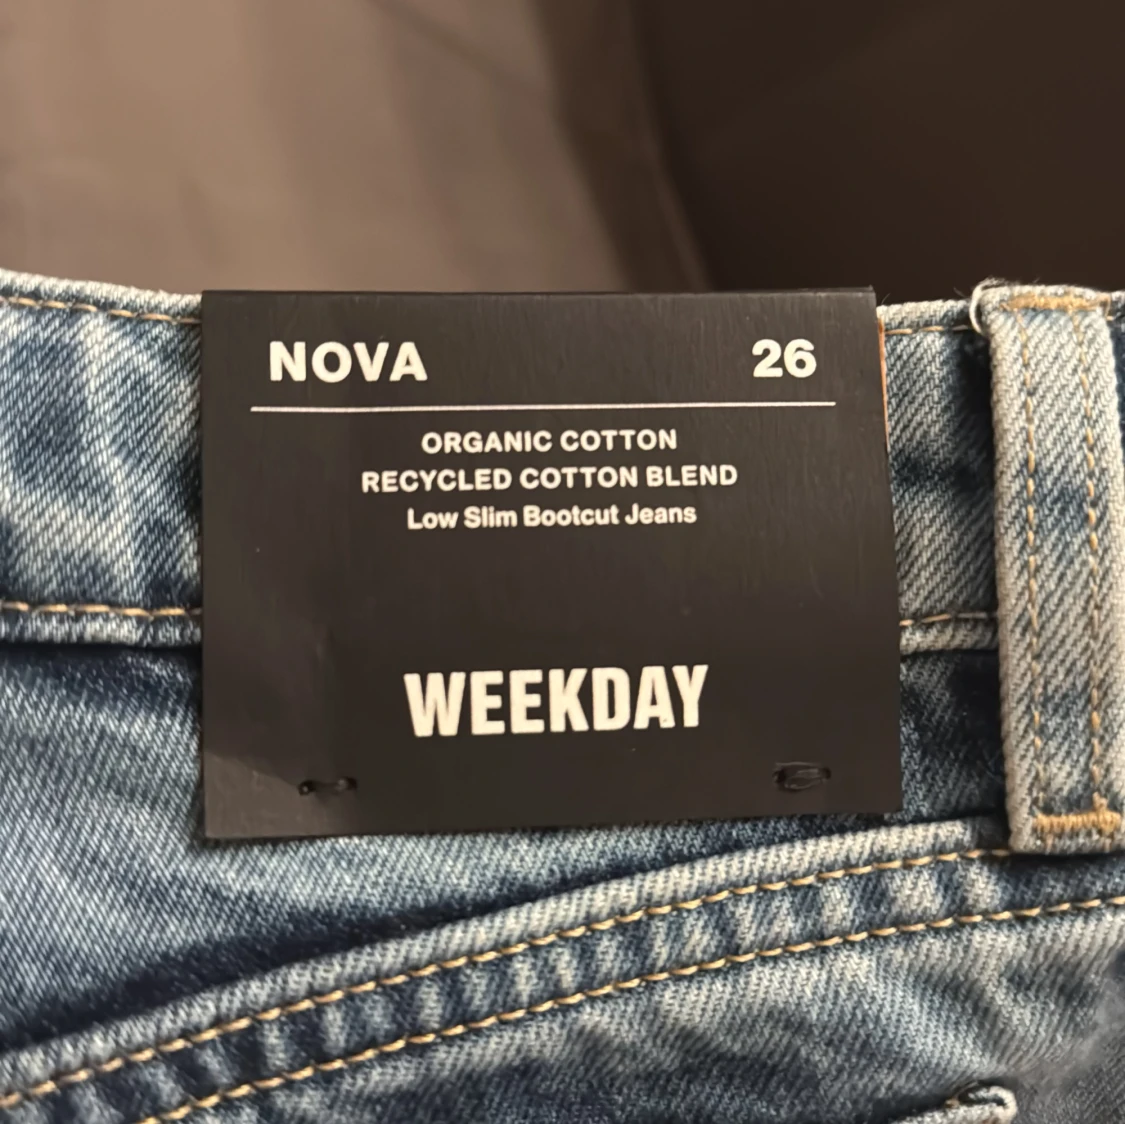 NOVA 26
ORGANIC COTTON
RECYCLED COTTON BLEND
Low Slim Bootcut Jeans
WEEKDAY